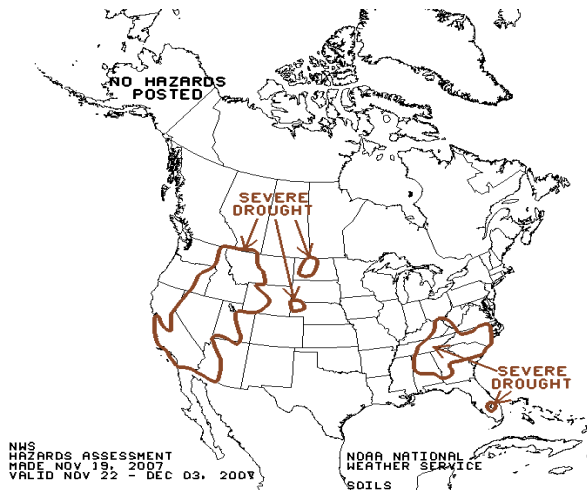 NO HAZARDS
POSTED
SEVERE
DROUGHT
SEVERE
DROUGHT
NWS
HAZARDS ASSESSMENT
MADE NOV 19, 2007
VALID NOV 22 - DEC 03, 2007
NOAA NATIONAL
WEATHER SERVICE
SOILS